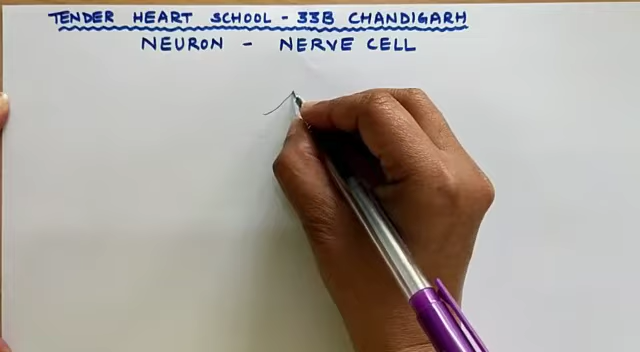 TENDER HEART SCHOOL - 33B CHANDIGARH
NEURON - NERVE CELL